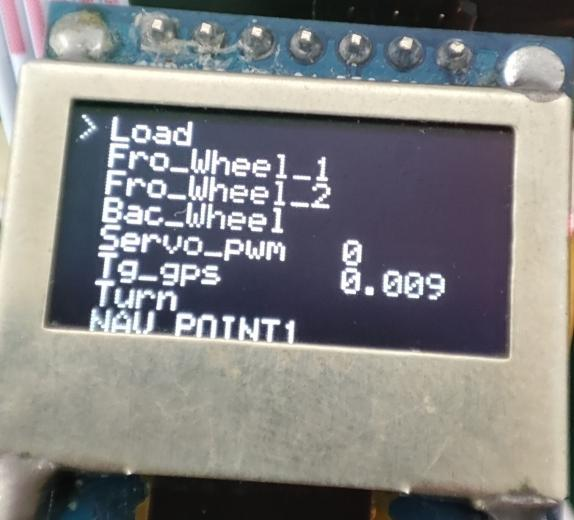 > Load
Fro_Wheel_1
Fro_Wheel_2
Bac_Wheel
Servo_pwm 0
Tg_gps 0.009
Turn
NAV POINT1